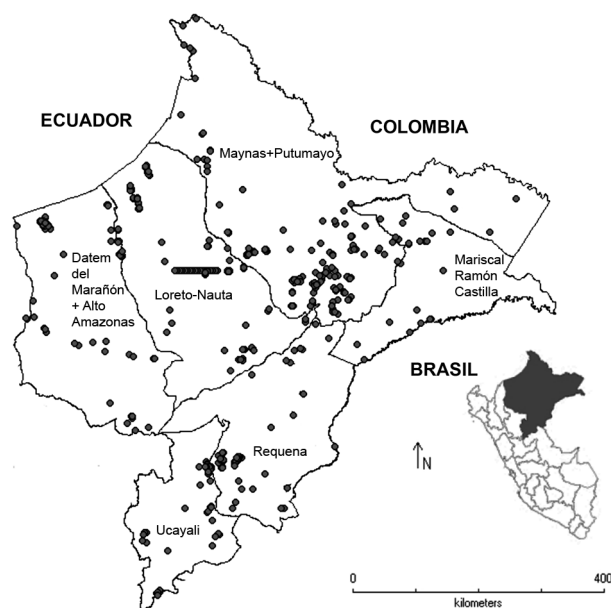 ECUADOR
COLOMBIA
Maynas+Putumayo
Datem
del
Marañón
+ Alto
Amazonas
Loreto-Nauta
Mariscal
Ramón
Castilla
BRASIL
Requena
N
Ucayali
0
400
kilometers